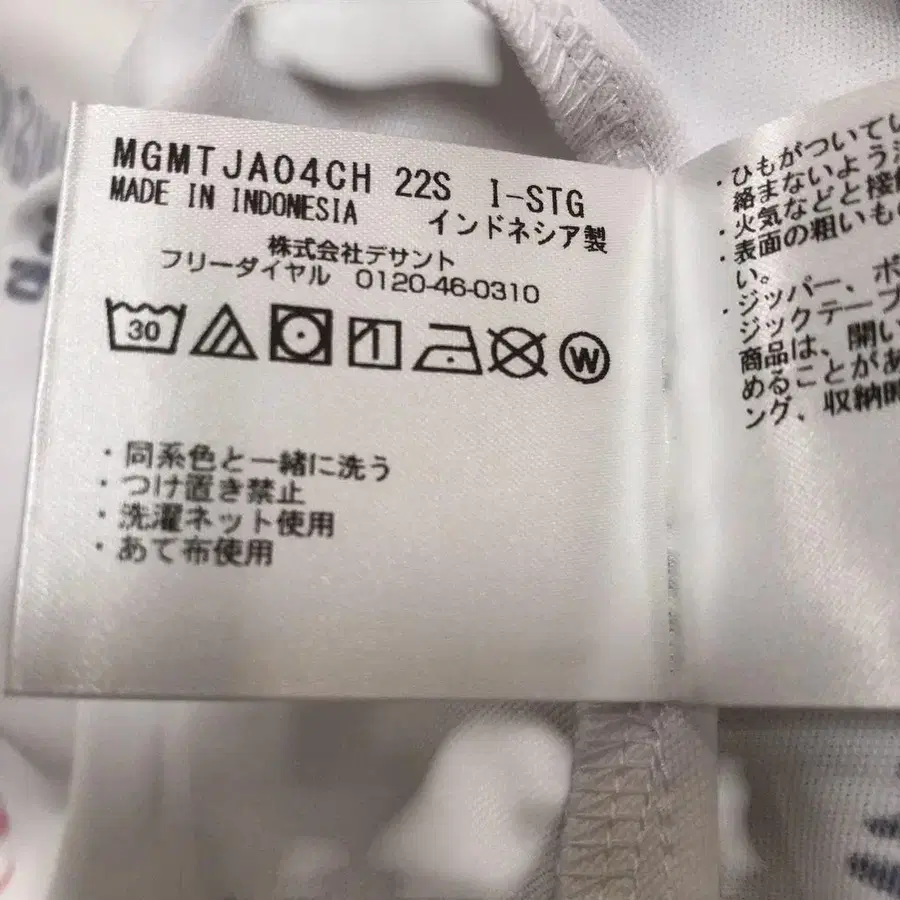 MGMTJA04CH 22S I-STG
MADE IN INDONESIA インドネシア製
株式会社デサント
フリーダイヤル 0120-46-0310
30
W
・同系色と一緒に洗う
・つけ置き禁止
・洗濯ネット使用
・あて布使用
・ひもがついてい
絡まないよう
・火気などと接
・表面の粗いも
い。
・ジッパー、ポ
ジックテープ
商品は、開い
めることがあ
ング、収納